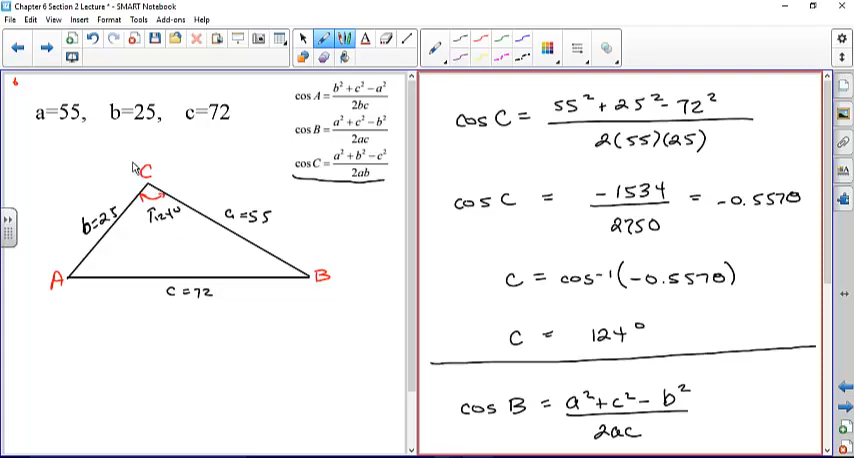 Chapter 6 Section 2 Lecture * - SMART Notebook
File Edit View Insert Format Tools Add-ons Help
a=55, b=25, c=72
cos A = (b² + c² − a²) / 2bc
cos B = (a² + c² − b²) / 2ac
cos C = (a² + b² − c²) / 2ab
C
b=25
124°
a=55
A
B
c=72
cos C = (55² + 25² − 72²) / 2(55)(25)
cos C = −1534 / 2750 = −0.5578
C = cos⁻¹(−0.5578)
C = 124°
cos B = (a² + c² − b²) / 2ac